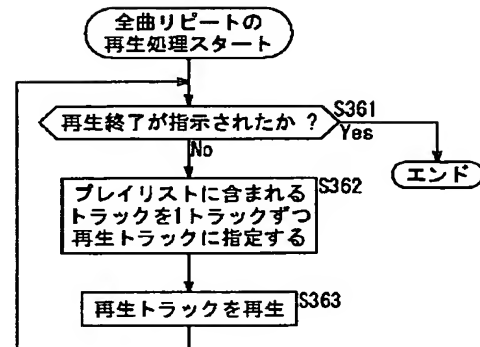 全曲リピートの
再生処理スタート
再生終了が指示されたか ?
S361
Yes
No
エンド
プレイリストに含まれる
トラックを1トラックずつ
再生トラックに指定する
S362
再生トラックを再生
S363